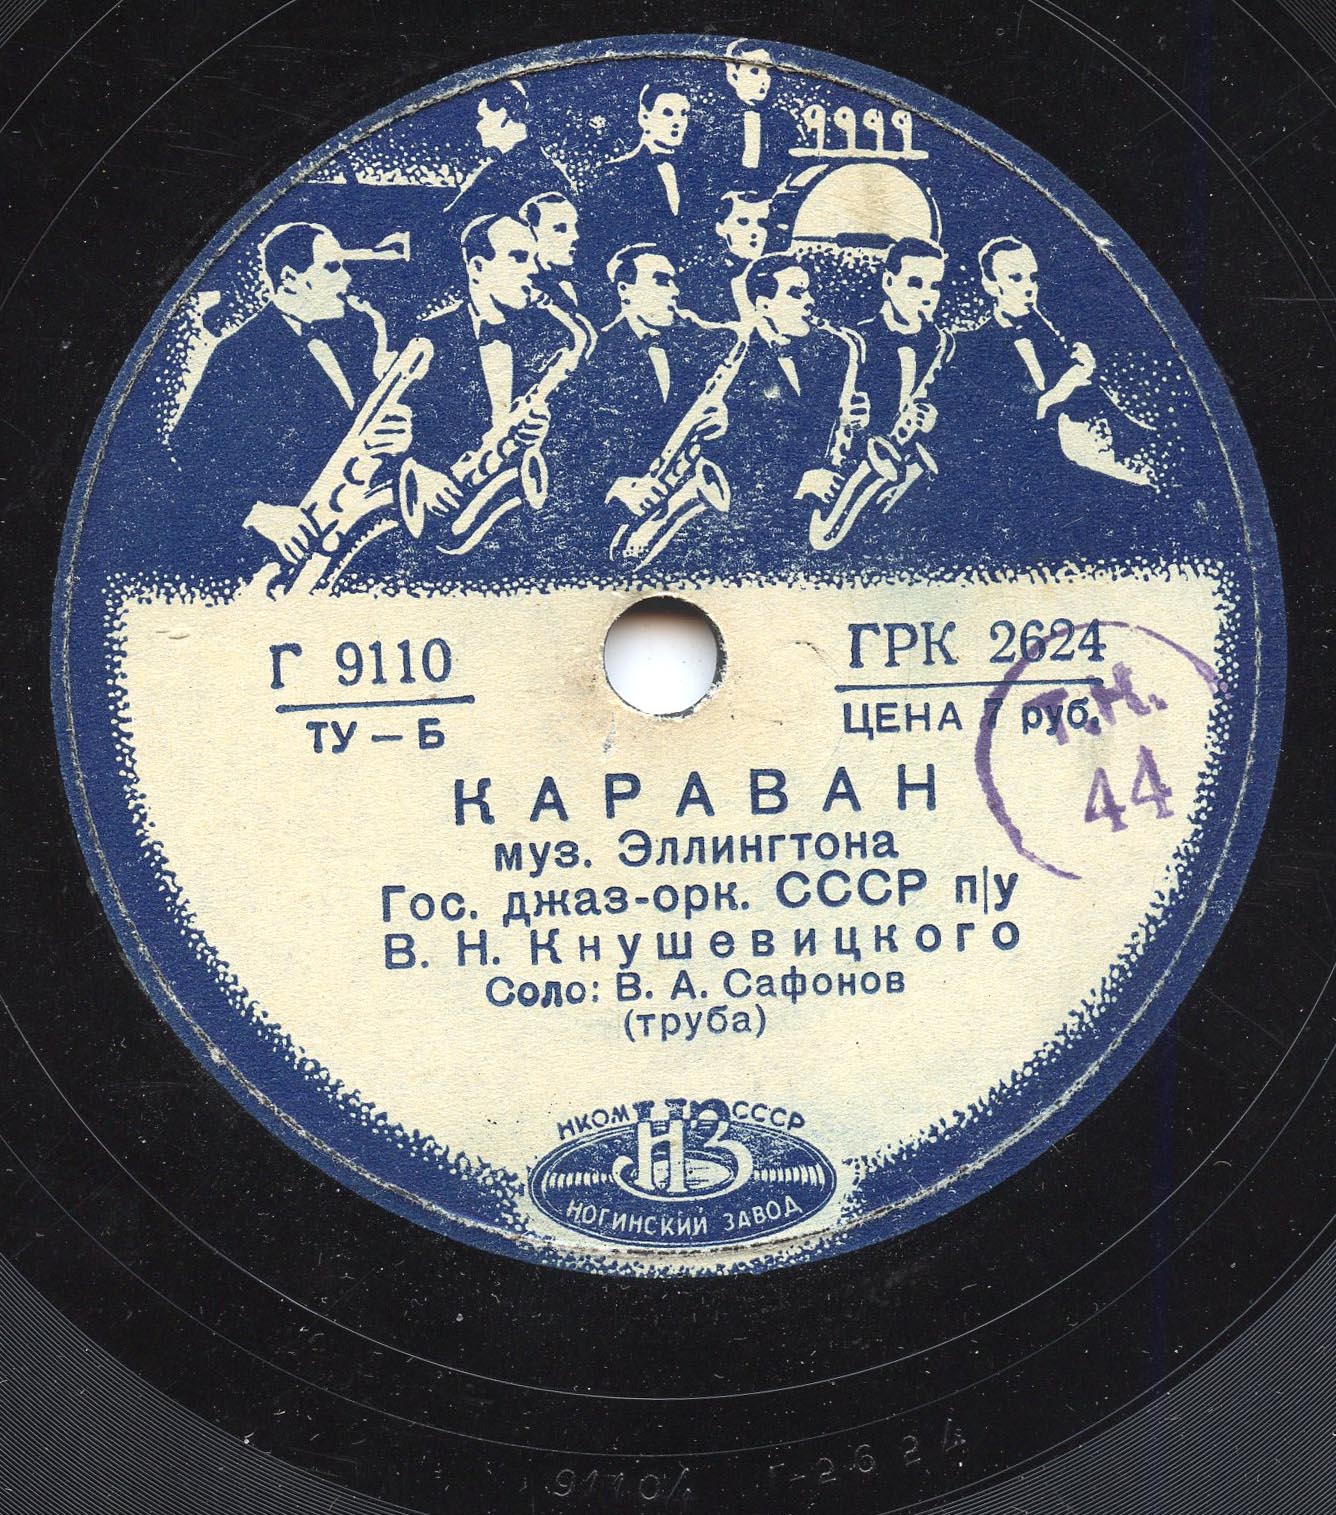 Г 9110
ТУ – Б
ГРК 2624
ЦЕНА 7 руб.
Т.К.
44
КАРАВАН
муз. Эллингтона
Гос. джаз-орк. СССР п/у
В. Н. Кнушевицкого
Соло: В. А. Сафонов
(труба)
НКОМ НЗ СССР
НЗ
НОГИНСКИЙ ЗАВОД
9110/ Г-2624